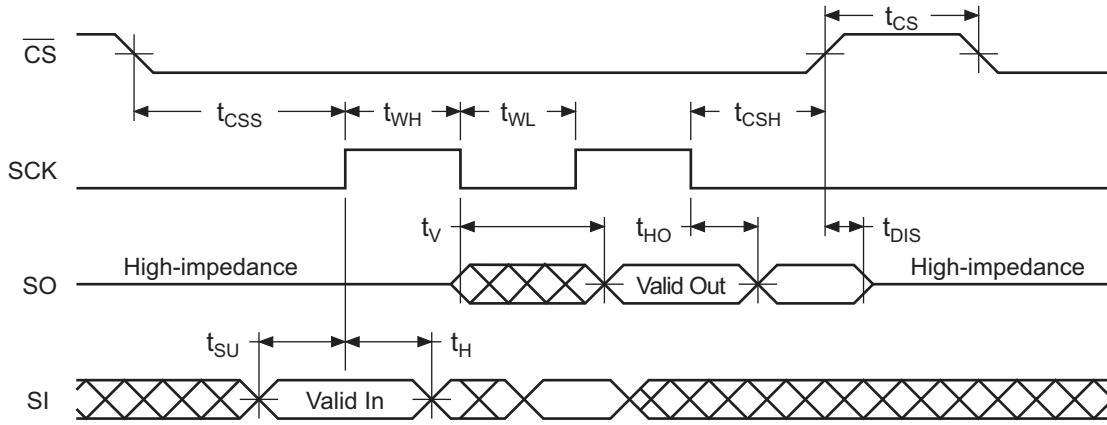 CS
tCS
tCSS
tWH
tWL
tCSH
SCK
tV
tHO
tDIS
High-impedance
High-impedance
SO
Valid Out
tSU
tH
SI
Valid In